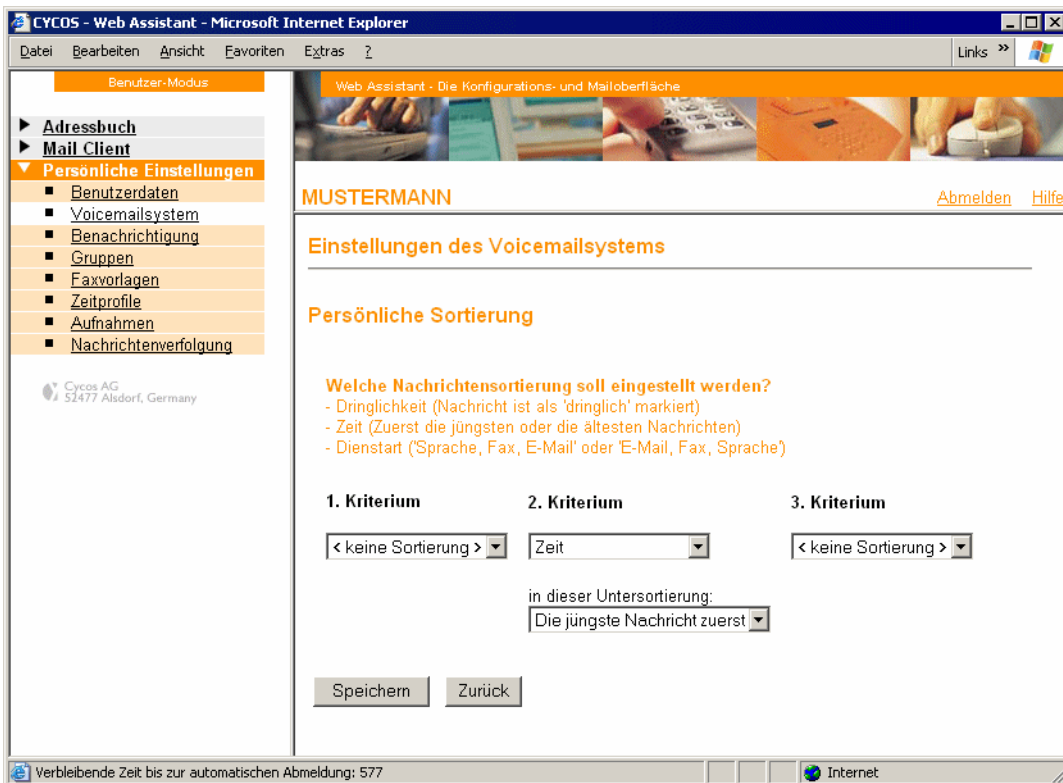 CYCOS - Web Assistant - Microsoft Internet Explorer
Datei Bearbeiten Ansicht Favoriten Extras ? Links »
Benutzer-Modus
Web Assistant - Die Konfigurations- und Mailoberfläche
Adressbuch
Mail Client
Persönliche Einstellungen
Benutzerdaten
Voicemailsystem
Benachrichtigung
Gruppen
Faxvorlagen
Zeitprofile
Aufnahmen
Nachrichtenverfolgung
Cycos AG
52477 Alsdorf, Germany
MUSTERMANN
Abmelden Hilfe
Einstellungen des Voicemailsystems
Persönliche Sortierung
Welche Nachrichtensortierung soll eingestellt werden?
- Dringlichkeit (Nachricht ist als 'dringlich' markiert)
- Zeit (Zuerst die jüngsten oder die ältesten Nachrichten)
- Dienstart ('Sprache, Fax, E-Mail' oder 'E-Mail, Fax, Sprache')
1. Kriterium 2. Kriterium 3. Kriterium
< keine Sortierung > Zeit < keine Sortierung >
in dieser Untersortierung:
Die jüngste Nachricht zuerst
Speichern Zurück
Verbleibende Zeit bis zur automatischen Abmeldung: 577 Internet